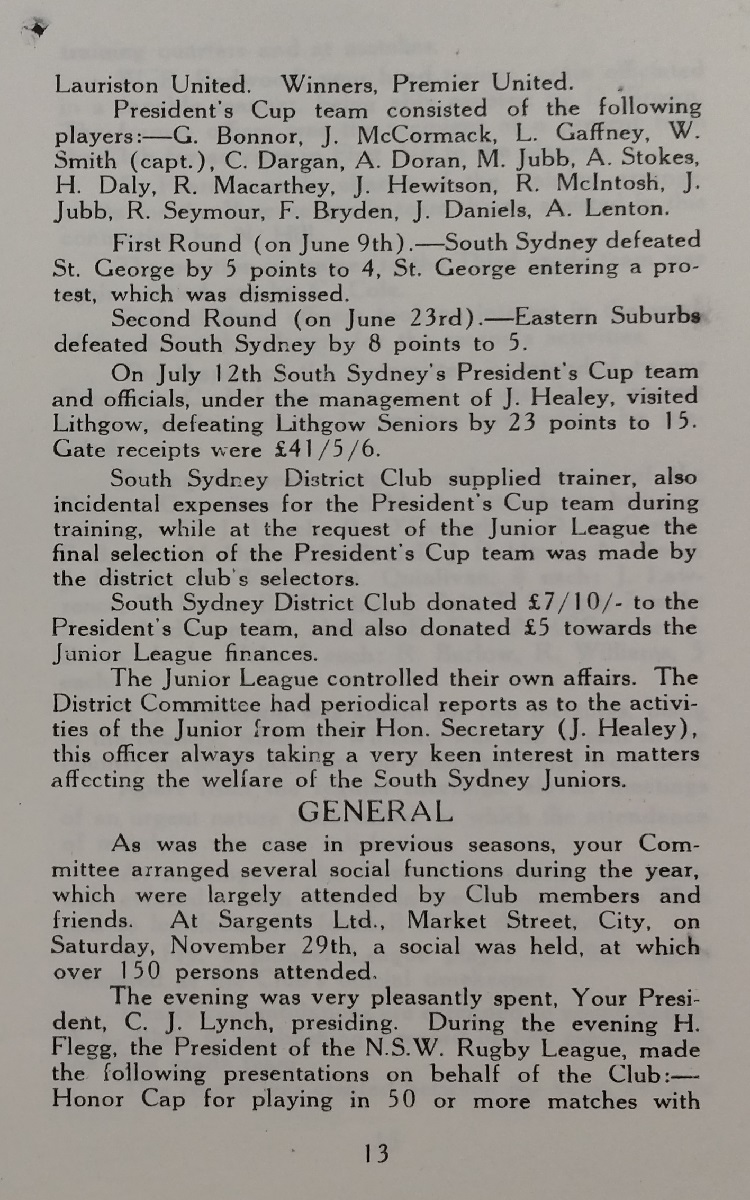 Lauriston United. Winners, Premier United.
President's Cup team consisted of the following
players:—G. Bonnor, J. McCormack, L. Gaffney, W.
Smith (capt.), C. Dargan, A. Doran, M. Jubb, A. Stokes,
H. Daly, R. Macarthey, J. Hewitson, R. McIntosh, J.
Jubb, R. Seymour, F. Bryden, J. Daniels, A. Lenton.
First Round (on June 9th).—South Sydney defeated
St. George by 5 points to 4, St. George entering a pro-
test, which was dismissed.
Second Round (on June 23rd).—Eastern Suburbs
defeated South Sydney by 8 points to 5.
On July 12th South Sydney's President's Cup team
and officials, under the management of J. Healey, visited
Lithgow, defeating Lithgow Seniors by 23 points to 15.
Gate receipts were £41/5/6.
South Sydney District Club supplied trainer, also
incidental expenses for the President's Cup team during
training, while at the request of the Junior League the
final selection of the President's Cup team was made by
the district club's selectors.
South Sydney District Club donated £7/10/- to the
President's Cup team, and also donated £5 towards the
Junior League finances.
The Junior League controlled their own affairs. The
District Committee had periodical reports as to the activi-
ties of the Junior from their Hon. Secretary (J. Healey),
this officer always taking a very keen interest in matters
affecting the welfare of the South Sydney Juniors.
GENERAL
As was the case in previous seasons, your Com-
mittee arranged several social functions during the year,
which were largely attended by Club members and
friends. At Sargents Ltd., Market Street, City, on
Saturday, November 29th, a social was held, at which
over 150 persons attended.
The evening was very pleasantly spent, Your Presi-
dent, C. J. Lynch, presiding. During the evening H.
Flegg, the President of the N.S.W. Rugby League, made
the following presentations on behalf of the Club:—
Honor Cap for playing in 50 or more matches with
13